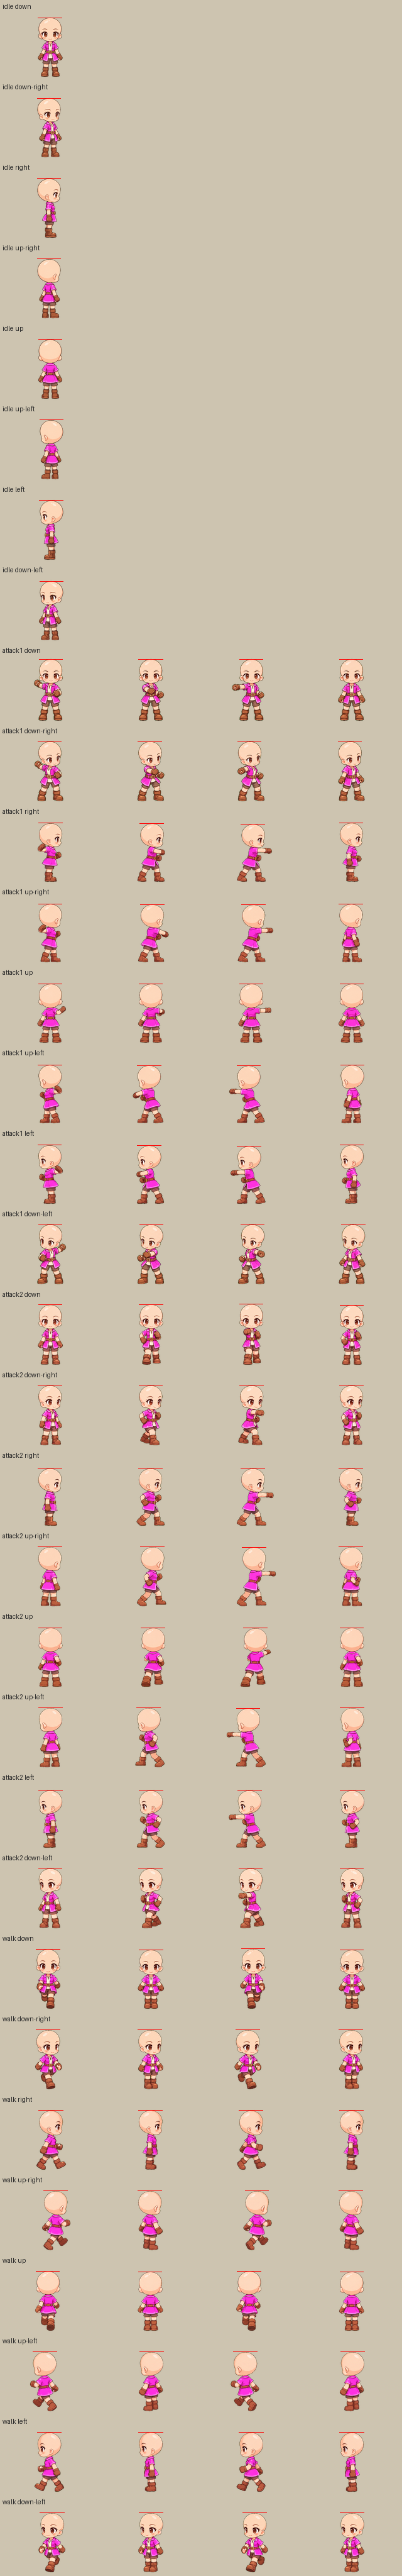 idle down
idle down-right
idle right
idle up-right
idle up
idle up-left
idle left
idle down-left
attack1 down
attack1 down-right
attack1 right
attack1 up-right
attack1 up
attack1 up-left
attack1 left
attack1 down-left
attack2 down
attack2 down-right
attack2 right
attack2 up-right
attack2 up
attack2 up-left
attack2 left
attack2 down-left
walk down
walk down-right
walk right
walk up-right
walk up
walk up-left
walk left
walk down-left